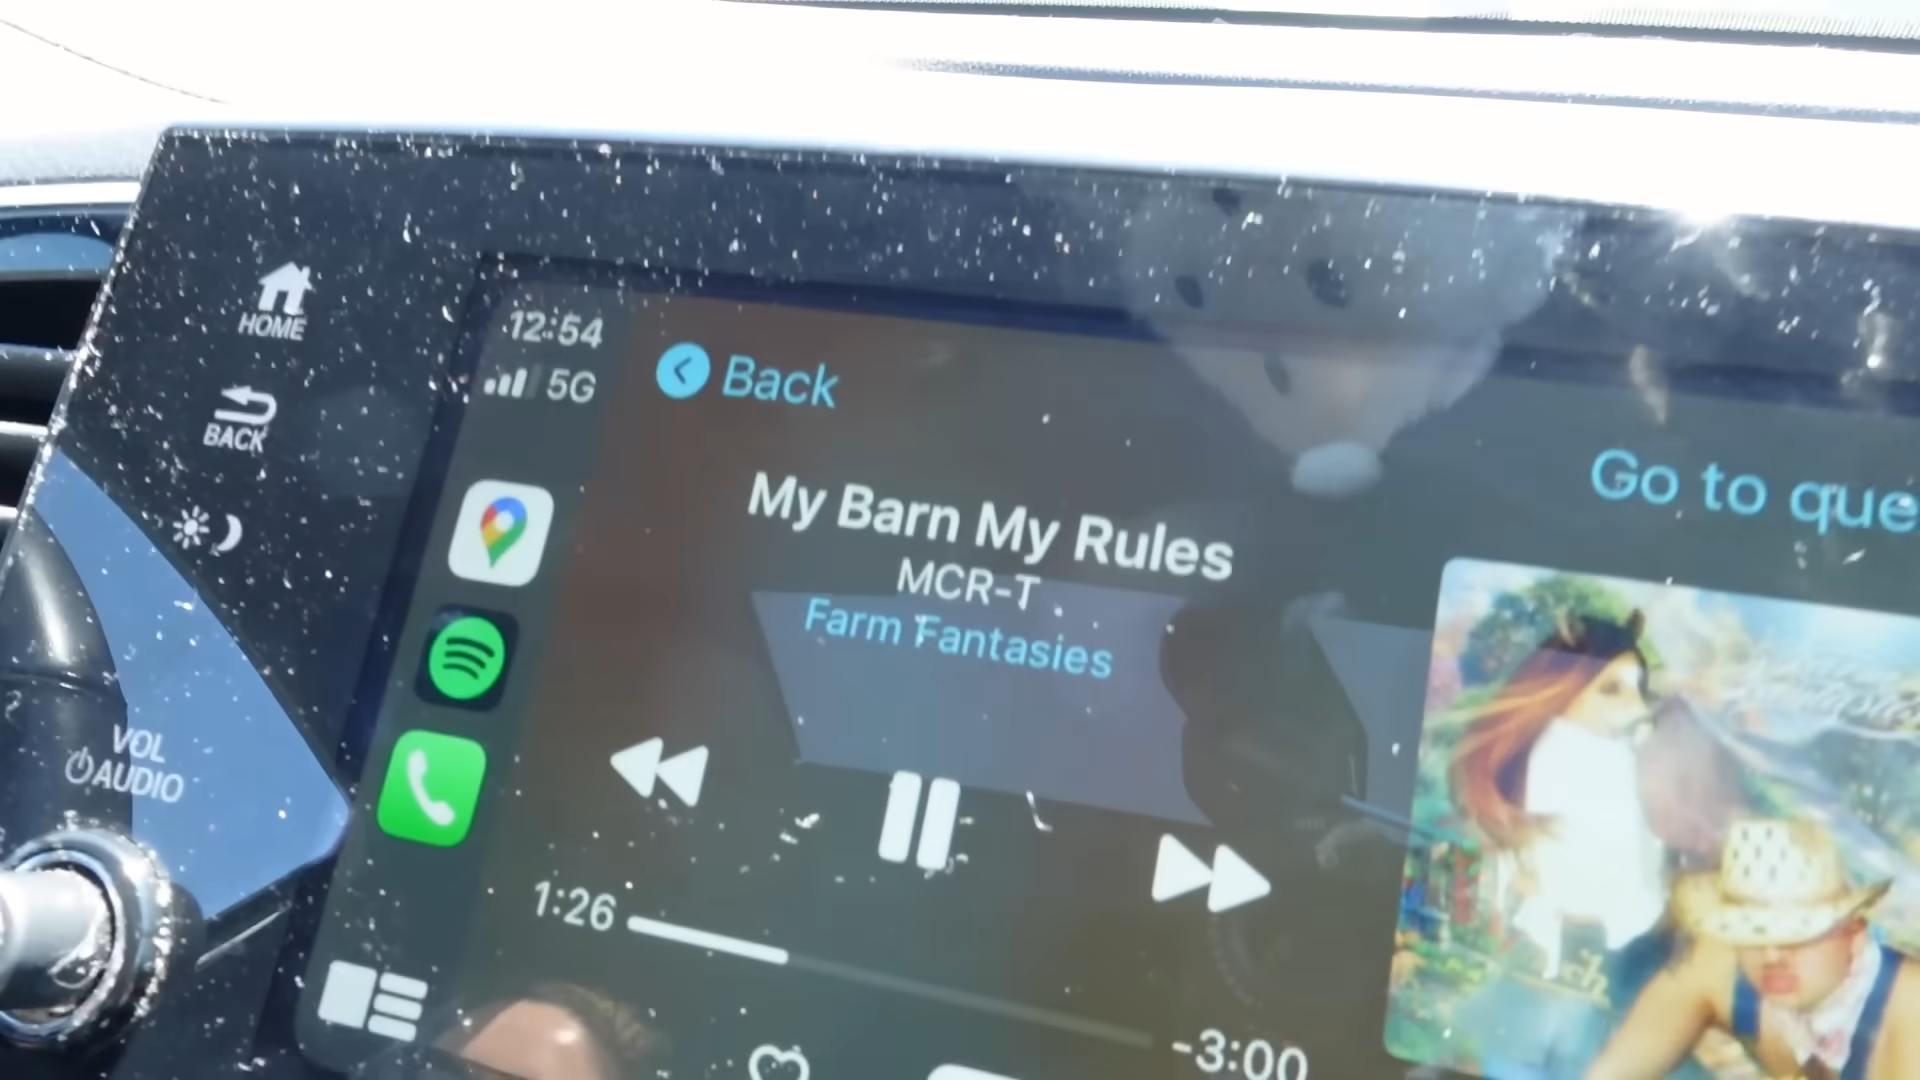 HOME
BACK
VOL
AUDIO
12:54
5G
Back
Go to que
My Barn My Rules
MCR-T
Farm Fantasies
1:26
-3:00